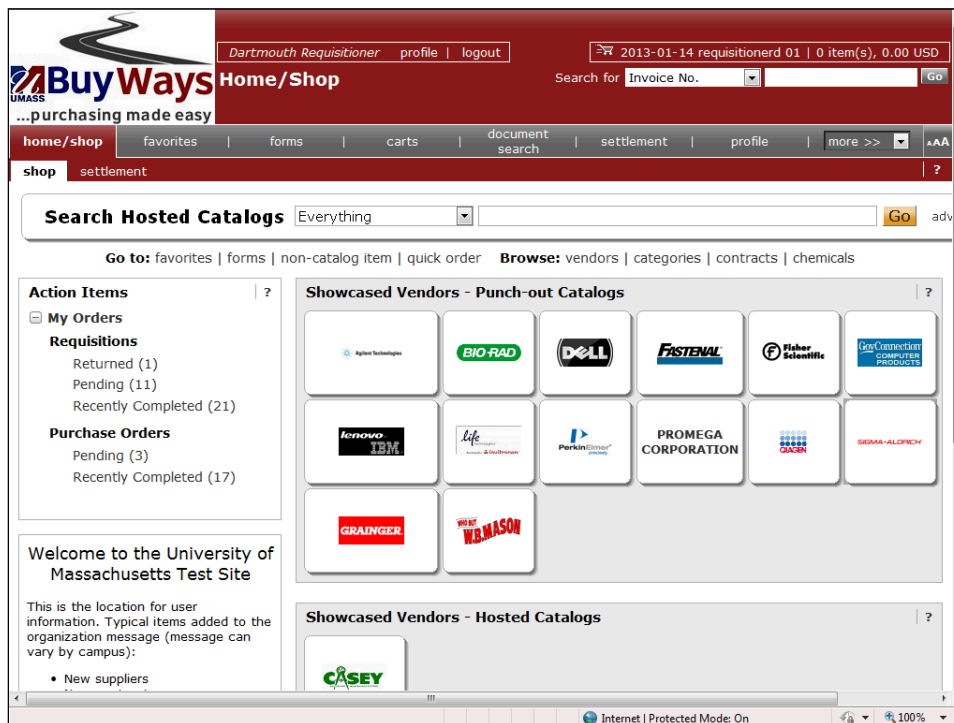 UMASS BuyWays
...purchasing made easy
Dartmouth Requisitioner profile | logout
2013-01-14 requisitionerd 01 | 0 item(s), 0.00 USD
Home/Shop
Search for Invoice No. Go
home/shop favorites | forms | carts | document search | settlement | profile | more >> AAA
shop settlement ?
Search Hosted Catalogs Everything Go adv
Go to: favorites | forms | non-catalog item | quick order Browse: vendors | categories | contracts | chemicals
Action Items ?
My Orders
Requisitions
Returned (1)
Pending (11)
Recently Completed (21)
Purchase Orders
Pending (3)
Recently Completed (17)
Welcome to the University of
Massachusetts Test Site
This is the location for user
information. Typical items added to the
organization message (message can
vary by campus):
• New suppliers
Showcased Vendors - Punch-out Catalogs ?
Agilent Technologies
BIO-RAD
DELL
FASTENAL
Fisher
Scientific
GovConnection
COMPUTER
PRODUCTS
lenovo
IBM
life
invitrogen
PerkinElmer
precisely
PROMEGA
CORPORATION
QIAGEN
SIGMA-ALDRICH
GRAINGER
WHO BUT
W.B. MASON
Showcased Vendors - Hosted Catalogs ?
CASEY
Internet | Protected Mode: On 100%